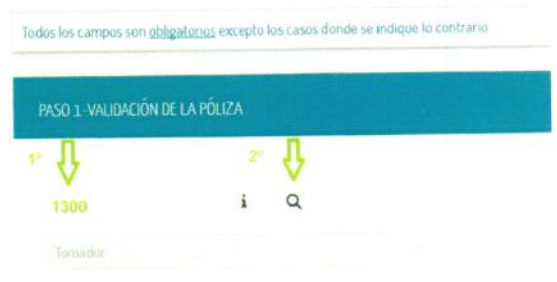 Todos los campos son obligatorios excepto los casos donde se indique lo contrario
PASO 1-VALIDACIÓN DE LA PÓLIZA
1º 2º
1300 i
Tomador